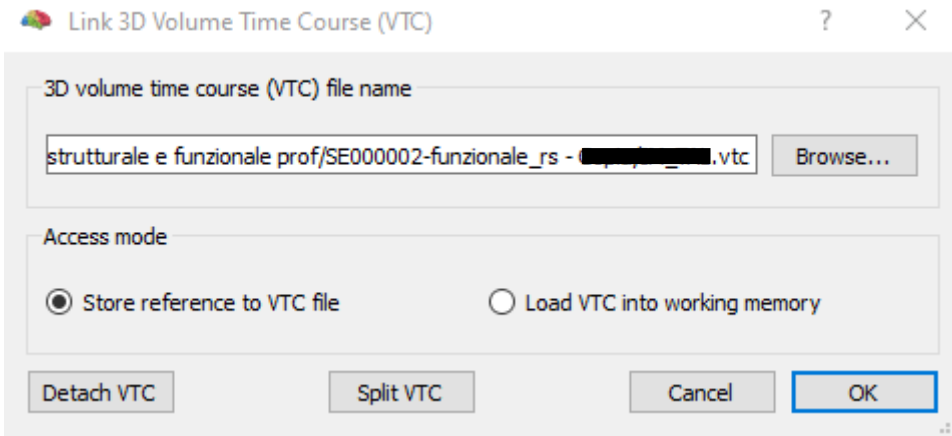 Link 3D Volume Time Course (VTC)
3D volume time course (VTC) file name
strutturale e funzionale prof/SE000002-funzionale_rs - .vtc
Browse...
Access mode
Store reference to VTC file
Load VTC into working memory
Detach VTC
Split VTC
Cancel
OK